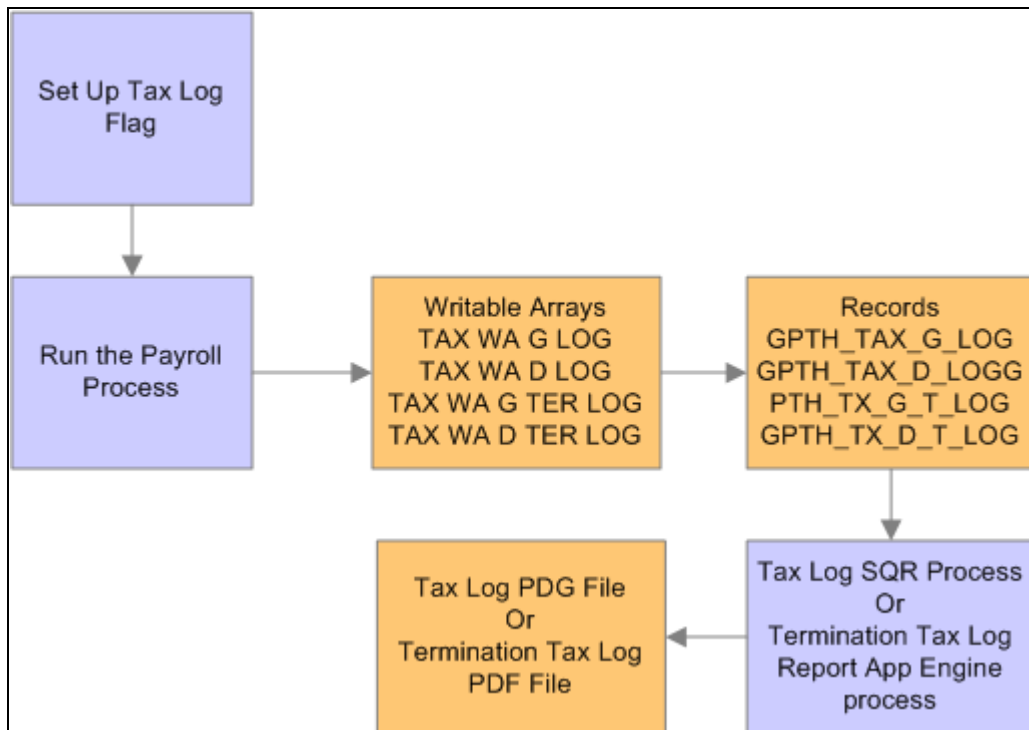 Set Up Tax Log
Flag
Run the Payroll
Process
Writable Arrays
TAX WA G LOG
TAX WA D LOG
TAX WA G TER LOG
TAX WA D TER LOG
Records
GPTH_TAX_G_LOG
GPTH_TAX_D_LOGG
PTH_TX_G_T_LOG
GPTH_TX_D_T_LOG
Tax Log SQR Process
Or
Termination Tax Log
Report App Engine
process
Tax Log PDG File
Or
Termination Tax Log
PDF File